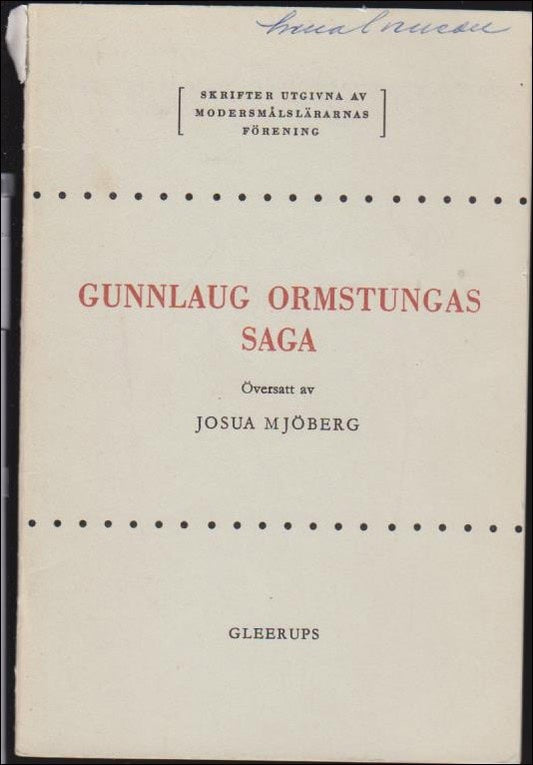 SKRIFTER UTGIVNA AV
MODERSMÅLSLÄRARNAS
FÖRENING
GUNNLAUG ORMSTUNGAS
SAGA
Översatt av
JOSUA MJÖBERG
GLEERUPS